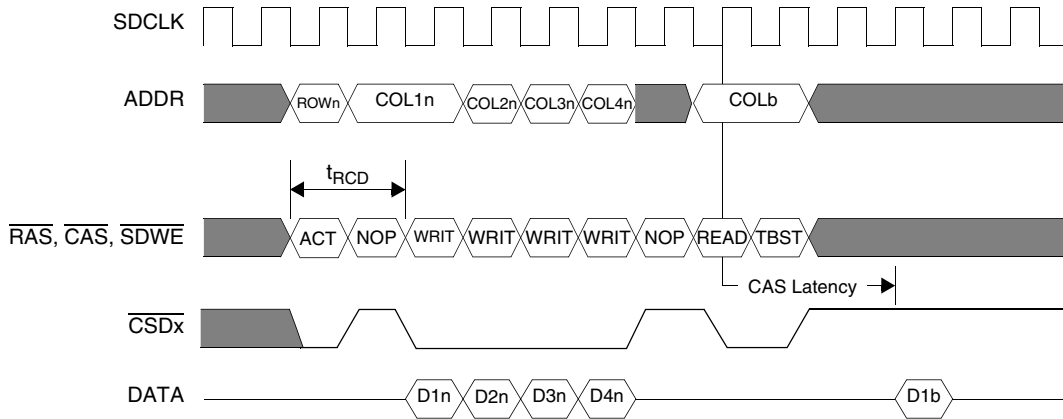 SDCLK
ADDR ROWn COL1n COL2n COL3n COL4n COLb
tRCD
RAS, CAS, SDWE ACT NOP WRIT WRIT WRIT WRIT NOP READ TBST
CAS Latency
CSDx
DATA D1n D2n D3n D4n D1b